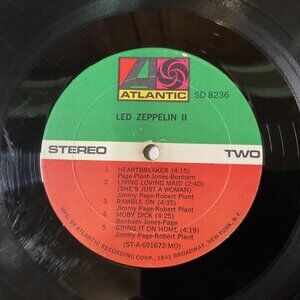 ATLANTIC SD 8236
LED ZEPPELIN II
STEREO TWO
1. HEARTBREAKER (4:15)
Page-Plant-Jones-Bonham
2. LIVING LOVING MAID (2:40)
(SHE'S JUST A WOMAN)
Jimmy Page-Robert Plant
3. RAMBLE ON (4:35)
Jimmy Page-Robert Plant
4. MOBY DICK (4:25)
Bonham-Jones-Page
5. BRING IT ON HOME (4:19)
Jimmy Page-Robert Plant
(ST-A-691672-MO)
MFG. BY ATLANTIC RECORDING CORP., 1841 BROADWAY, NEW YORK, N.Y.